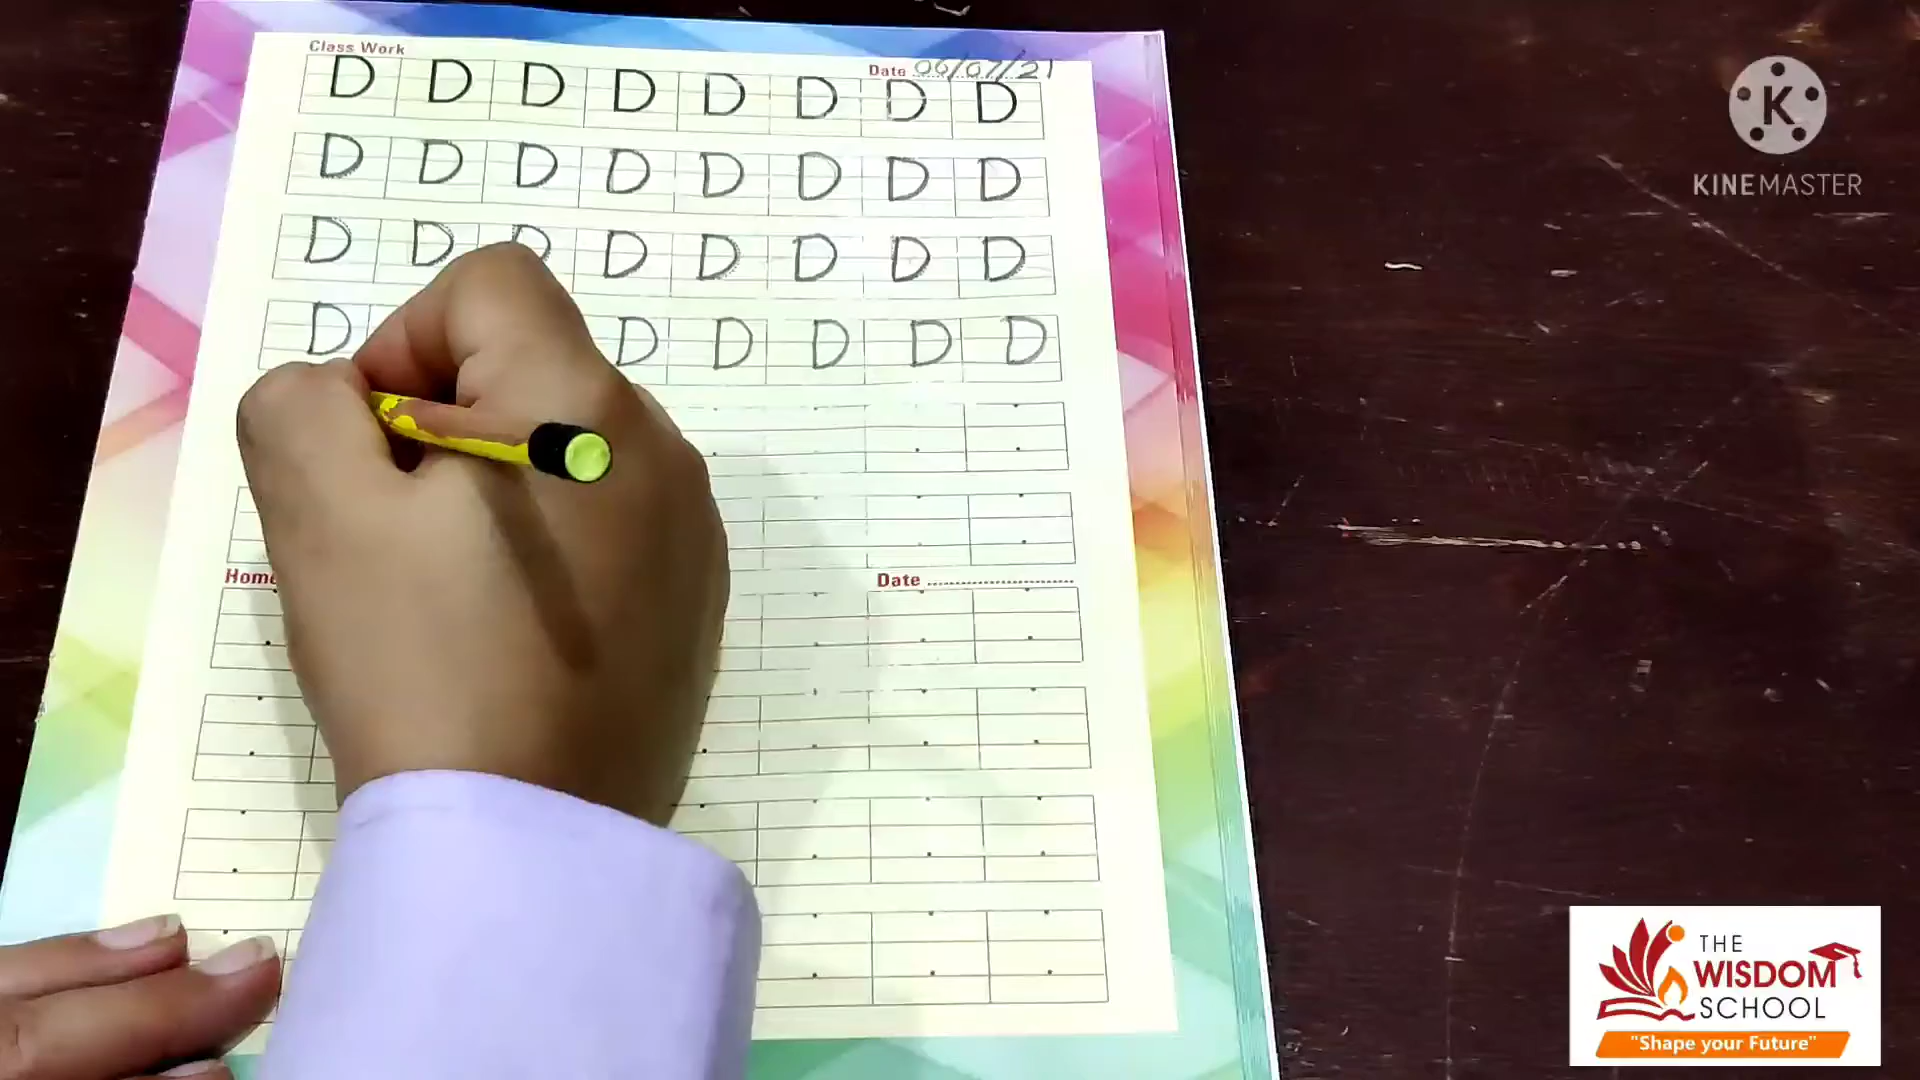 Class Work
Date 06/07/21
D D D D D D D D
D D D D D D D D
D D D D D D D D
D D D D D D
Date
K
KINEMASTER
THE
WISDOM
SCHOOL
"Shape your Future"